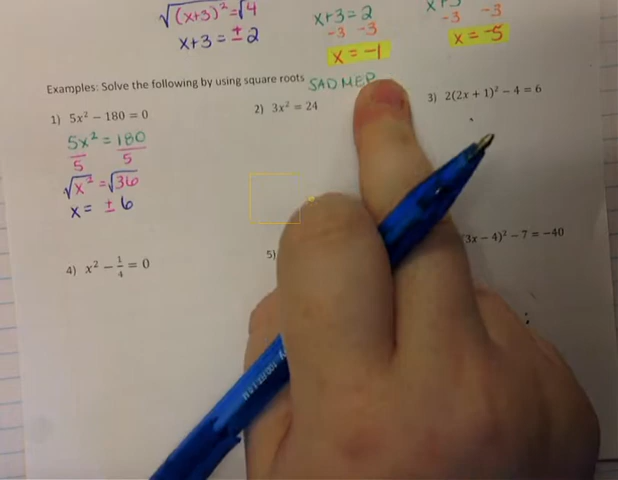 √(x+3)² = √4
x+3 = ± 2
x+3 = 2
-3 -3
x = -1
-3 -3
x = -5
Examples: Solve the following by using square roots SADMEP
1) 5x² − 180 = 0
5x² = 180
5 5
√x² = √36
x = ± 6
2) 3x² = 24
3) 2(2x + 1)² − 4 = 6
4) x² − 1/4 = 0
5)
3x − 4)² − 7 = −40